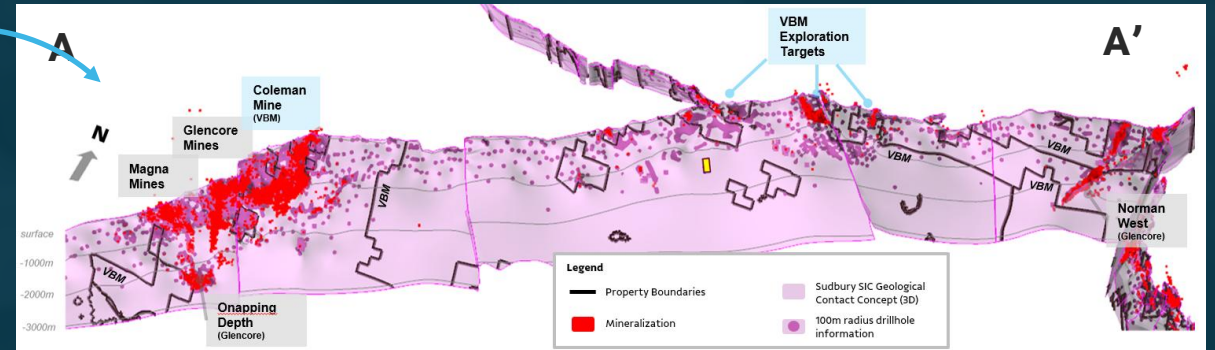 A
A'
N
VBM
Exploration
Targets
Coleman
Mine
(VBM)
Glencore
Mines
Magna
Mines
VBM
VBM
VBM
VBM
VBM
Norman
West
(Glencore)
surface
-1000m
-2000m
-3000m
Onapping
Depth
(Glencore)
Legend
Property Boundaries
Mineralization
Sudbury SIC Geological
Contact Concept (3D)
100m radius drillhole
information